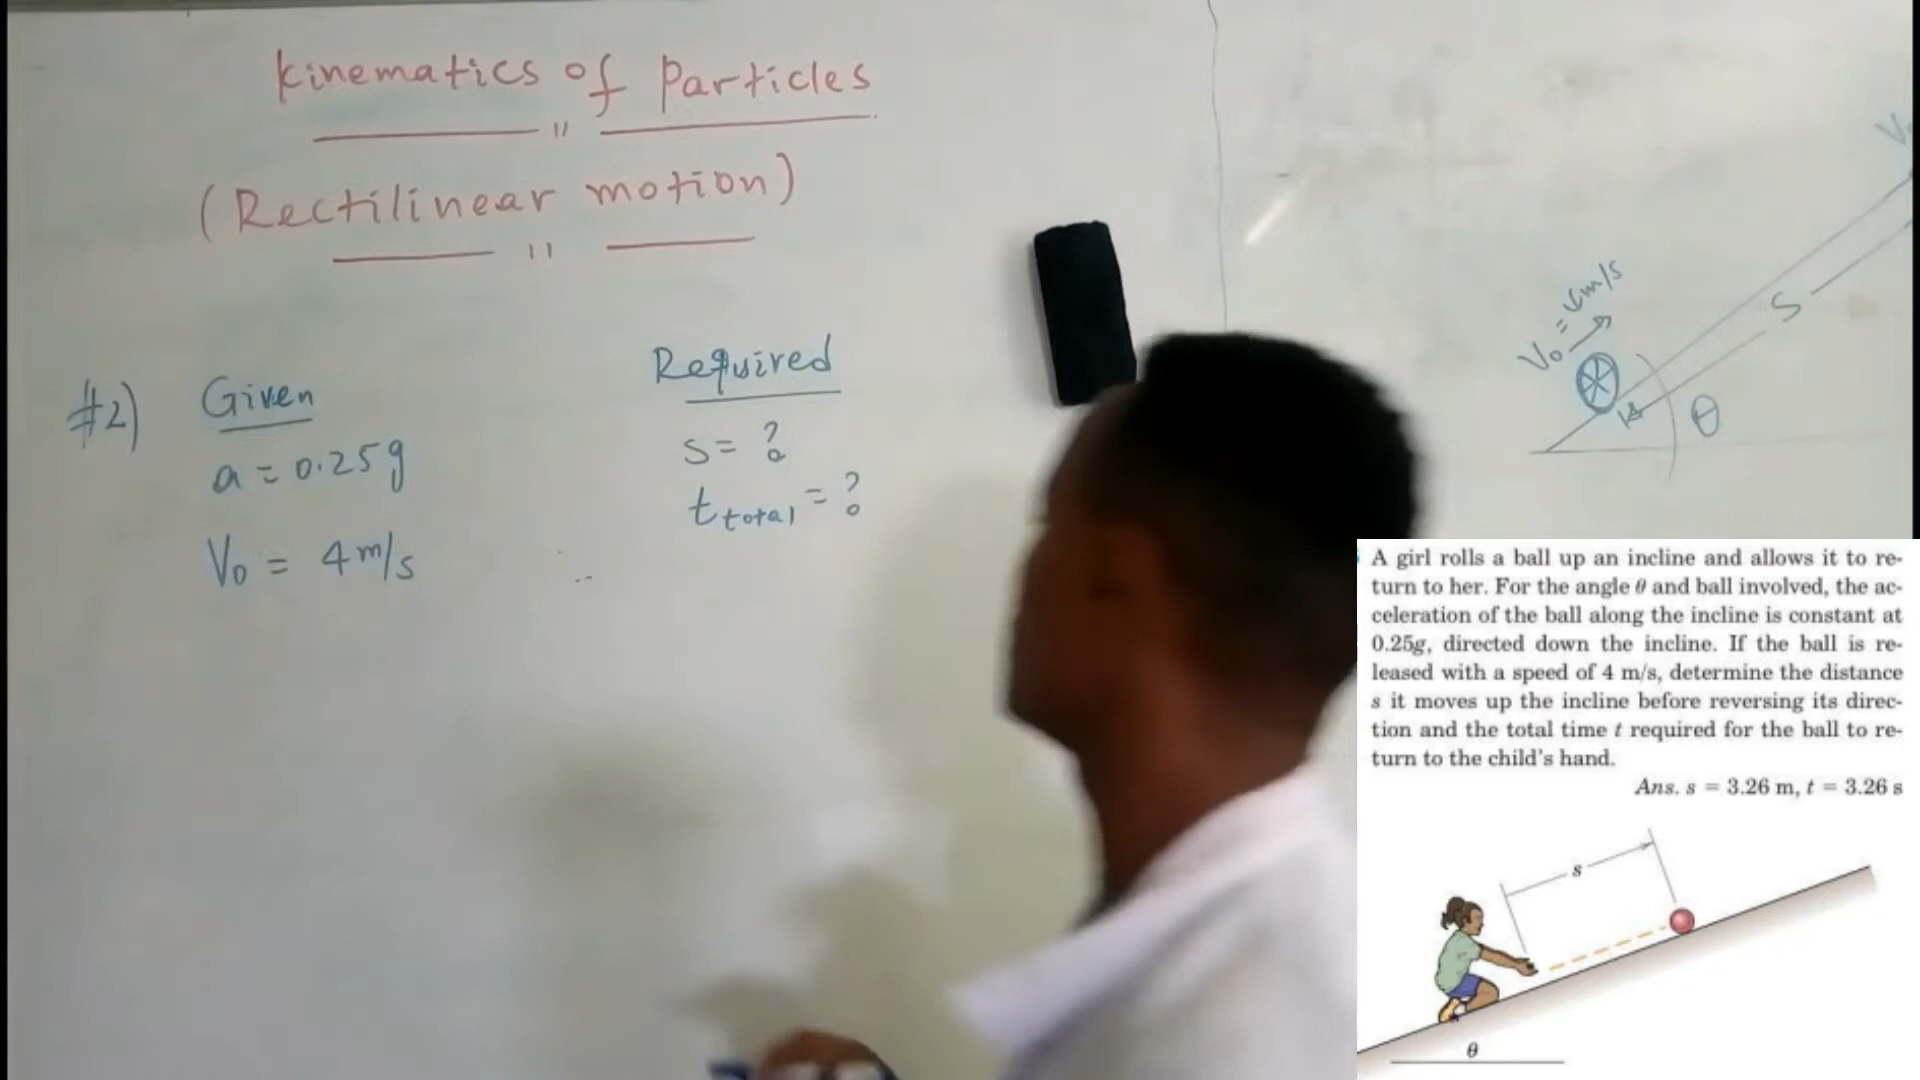 kinematics of Particles
"
(Rectilinear motion)
"
#2)
Given
a = 0.25g
V₀ = 4m/s
Required
s = ?
t total = ?
V₀ =
S
θ
A girl rolls a ball up an incline and allows it to re-
turn to her. For the angle θ and ball involved, the ac-
celeration of the ball along the incline is constant at
0.25g, directed down the incline. If the ball is re-
leased with a speed of 4 m/s, determine the distance
s it moves up the incline before reversing its direc-
tion and the total time t required for the ball to re-
turn to the child's hand.
Ans. s = 3.26 m, t = 3.26 s
s
θ